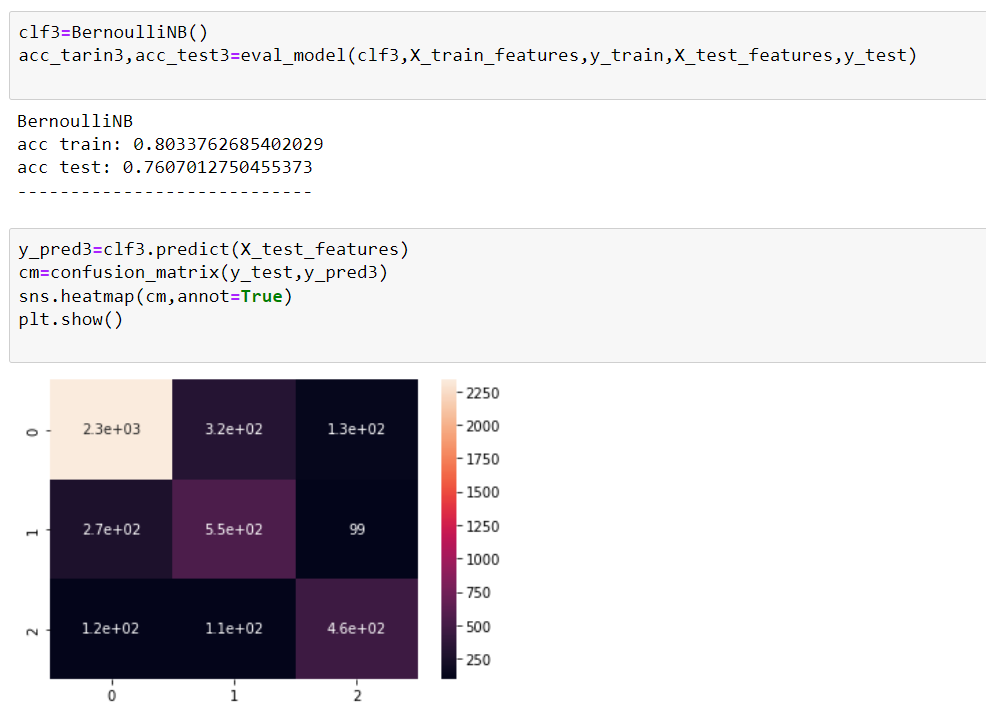 clf3=BernoulliNB()
acc_tarin3,acc_test3=eval_model(clf3,X_train_features,y_train,X_test_features,y_test)
BernoulliNB
acc train: 0.8033762685402029
acc test: 0.7607012750455373
----------------------------
y_pred3=clf3.predict(X_test_features)
cm=confusion_matrix(y_test,y_pred3)
sns.heatmap(cm,annot=True)
plt.show()
2250
0 2.3e+03 3.2e+02 1.3e+02
2000
1750
1500
1 2.7e+02 5.5e+02 99
1250
1000
750
2 1.2e+02 1.1e+02 4.6e+02
500
250
0 1 2